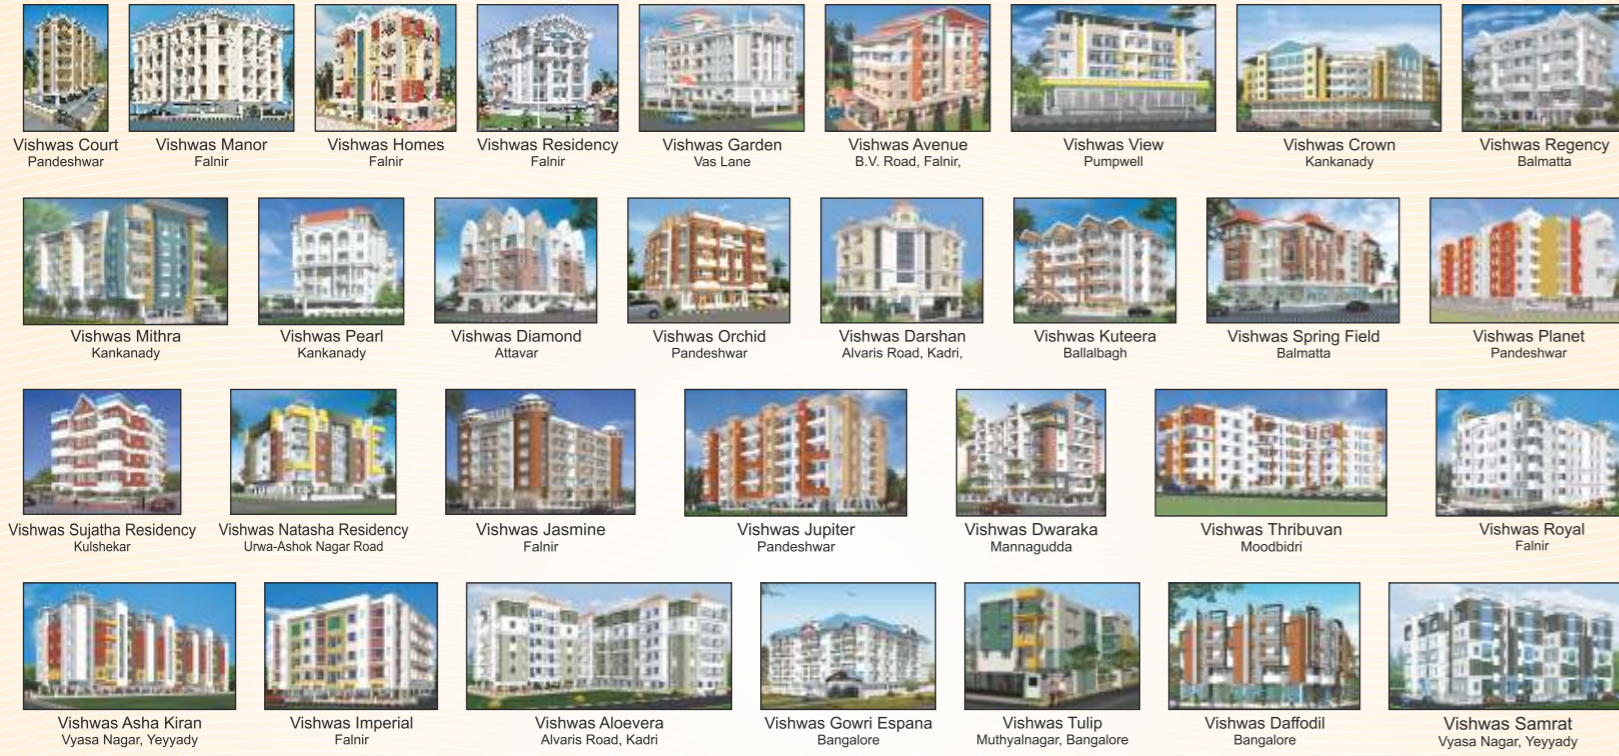 Vishwas Court
Pandeshwar
Vishwas Manor
Falnir
Vishwas Homes
Falnir
Vishwas Residency
Falnir
Vishwas Garden
Vas Lane
Vishwas Avenue
B.V. Road, Falnir,
Vishwas View
Pumpwell
Vishwas Crown
Kankanady
Vishwas Regency
Balmatta
Vishwas Mithra
Kankanady
Vishwas Pearl
Kankanady
Vishwas Diamond
Attavar
Vishwas Orchid
Pandeshwar
Vishwas Darshan
Alvaris Road, Kadri,
Vishwas Kuteera
Ballalbagh
Vishwas Spring Field
Balmatta
Vishwas Planet
Pandeshwar
Vishwas Sujatha Residency
Kulshekar
Vishwas Natasha Residency
Urwa-Ashok Nagar Road
Vishwas Jasmine
Falnir
Vishwas Jupiter
Pandeshwar
Vishwas Dwaraka
Mannagudda
Vishwas Thribuvan
Moodbidri
Vishwas Royal
Falnir
Vishwas Asha Kiran
Vyasa Nagar, Yeyyady
Vishwas Imperial
Falnir
Vishwas Aloevera
Alvaris Road, Kadri
Vishwas Gowri Espana
Bangalore
Vishwas Tulip
Muthyalnagar, Bangalore
Vishwas Daffodil
Bangalore
Vishwas Samrat
Vyasa Nagar, Yeyyady